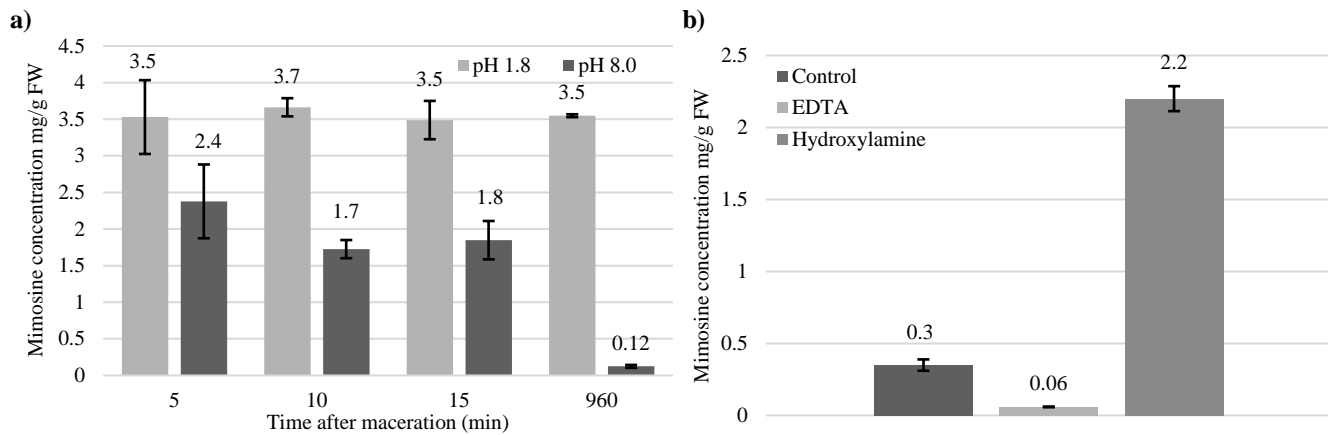 a)
Mimosine concentration mg/g FW
4.5
4
3.5
3
2.5
2
1.5
1
0.5
0
pH 1.8 pH 8.0
3.5
2.4
3.7
1.7
3.5
1.8
3.5
0.12
5 10 15 960
Time after maceration (min)
b)
Mimosine concentration mg/g FW
2.5
2
1.5
1
0.5
0
Control
EDTA
Hydroxylamine
0.3
0.06
2.2